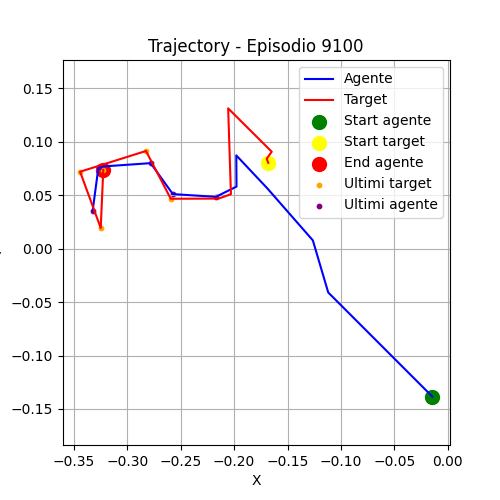 Trajectory - Episodio 9100
Agente
Target
Start agente
Start target
End agente
Ultimi target
Ultimi agente
0.15
0.10
0.05
0.00
−0.05
−0.10
−0.15
−0.35 −0.30 −0.25 −0.20 −0.15 −0.10 −0.05 0.00
X